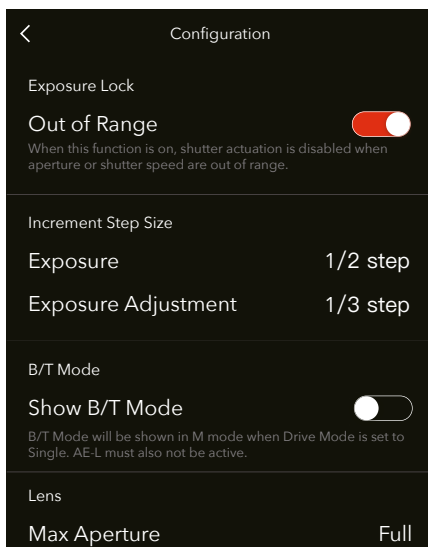 Configuration
Exposure Lock
Out of Range
When this function is on, shutter actuation is disabled when
aperture or shutter speed are out of range.
Increment Step Size
Exposure 1/2 step
Exposure Adjustment 1/3 step
B/T Mode
Show B/T Mode
B/T Mode will be shown in M mode when Drive Mode is set to
Single. AE-L must also not be active.
Lens
Max Aperture Full